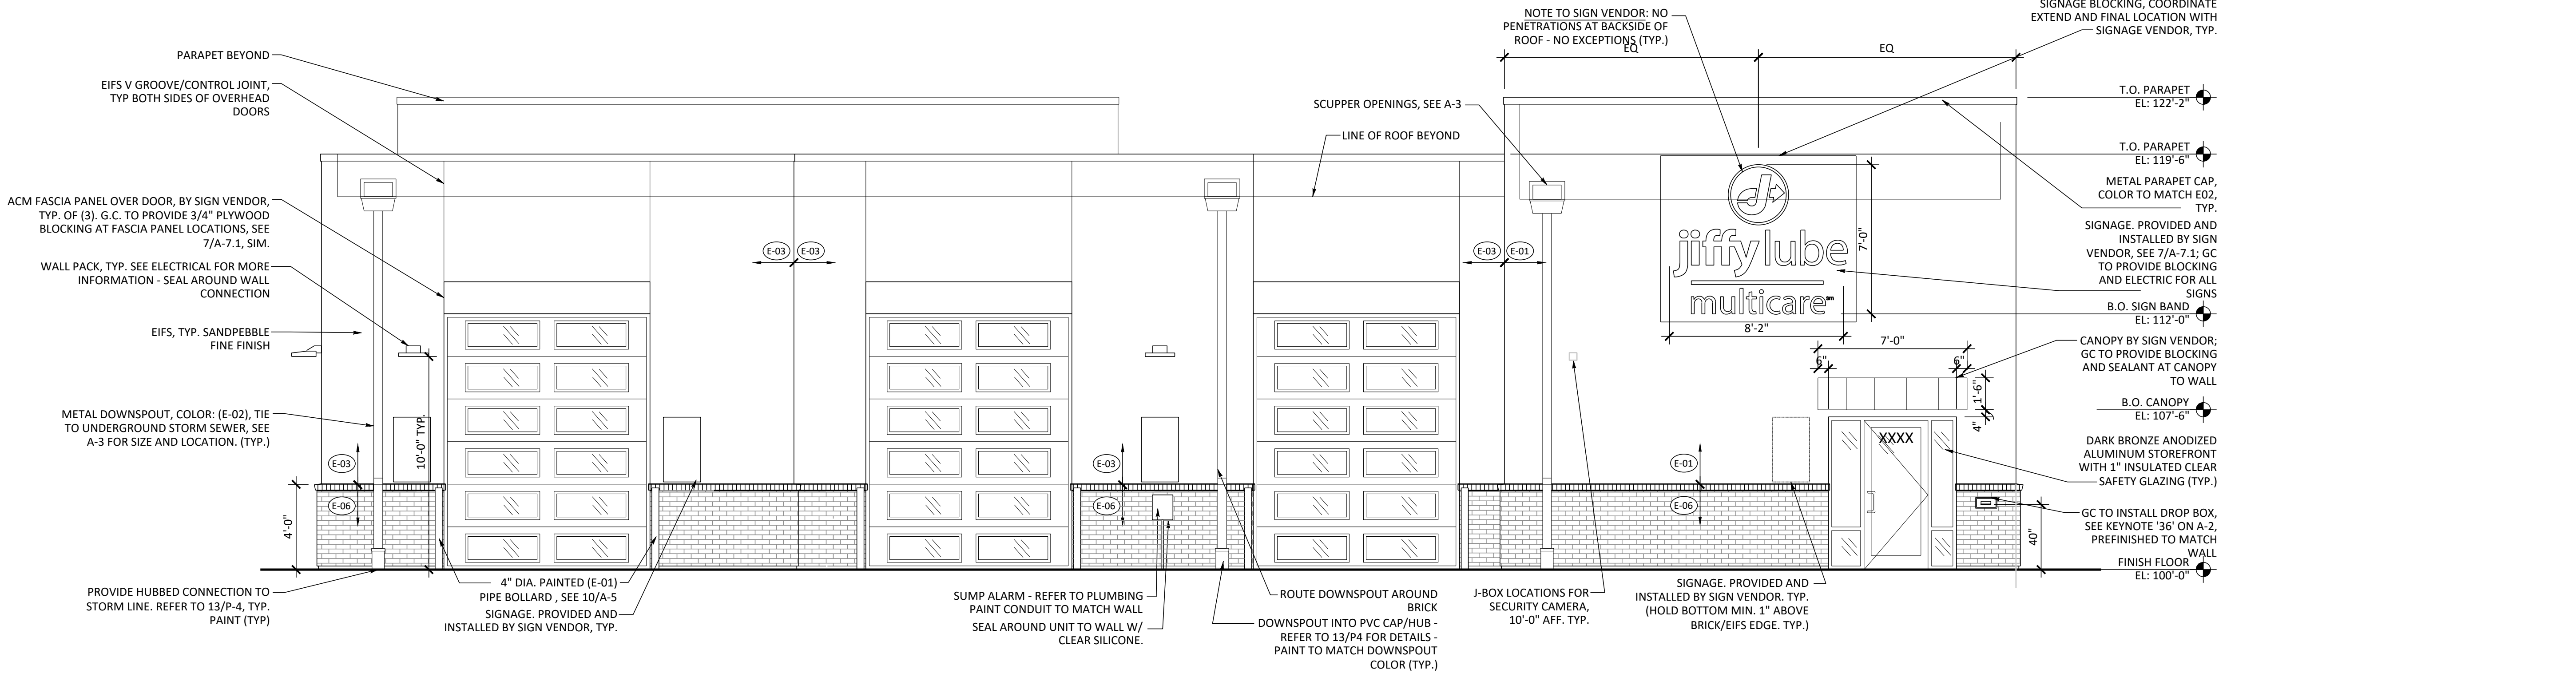 PARAPET BEYOND
EIFS V GROOVE/CONTROL JOINT,
TYP BOTH SIDES OF OVERHEAD
DOORS
ACM FASCIA PANEL OVER DOOR, BY SIGN VENDOR,
TYP. OF (3). G.C. TO PROVIDE 3/4" PLYWOOD
BLOCKING AT FASCIA PANEL LOCATIONS, SEE
7/A-7.1, SIM.
WALL PACK, TYP. SEE ELECTRICAL FOR MORE
INFORMATION - SEAL AROUND WALL
CONNECTION
EIFS, TYP. SANDPEBBLE
FINE FINISH
METAL DOWNSPOUT, COLOR: (E-02), TIE
TO UNDERGROUND STORM SEWER, SEE
A-3 FOR SIZE AND LOCATION. (TYP.)
4'-0"
PROVIDE HUBBED CONNECTION TO
STORM LINE. REFER TO 13/P-4, TYP.
PAINT (TYP)
E-03
E-06
10'-0" TYP.
4" DIA. PAINTED (E-01)
PIPE BOLLARD , SEE 10/A-5
SIGNAGE. PROVIDED AND
INSTALLED BY SIGN VENDOR, TYP.
E-03
E-03
E-03
E-06
SUMP ALARM - REFER TO PLUMBING
PAINT CONDUIT TO MATCH WALL
SEAL AROUND UNIT TO WALL W/
CLEAR SILICONE.
ROUTE DOWNSPOUT AROUND
BRICK
DOWNSPOUT INTO PVC CAP/HUB -
REFER TO 13/P4 FOR DETAILS -
PAINT TO MATCH DOWNSPOUT
COLOR (TYP.)
SCUPPER OPENINGS, SEE A-3
LINE OF ROOF BEYOND
E-03
E-01
NOTE TO SIGN VENDOR: NO
PENETRATIONS AT BACKSIDE OF
ROOF - NO EXCEPTIONS (TYP.)
EQ
EQ
jiffy lube
multicare
tm
7'-0"
8'-2"
7'-0"
6"
6"
1'-6"
4"
XXXX
E-01
E-06
40"
J-BOX LOCATIONS FOR
SECURITY CAMERA,
10'-0" AFF. TYP.
SIGNAGE. PROVIDED AND
INSTALLED BY SIGN VENDOR. TYP.
(HOLD BOTTOM MIN. 1" ABOVE
BRICK/EIFS EDGE. TYP.)
SIGNAGE BLOCKING, COORDINATE
EXTEND AND FINAL LOCATION WITH
SIGNAGE VENDOR, TYP.
T.O. PARAPET
EL: 122'-2"
T.O. PARAPET
EL: 119'-6"
METAL PARAPET CAP,
COLOR TO MATCH E02,
TYP.
SIGNAGE. PROVIDED AND
INSTALLED BY SIGN
VENDOR, SEE 7/A-7.1; GC
TO PROVIDE BLOCKING
AND ELECTRIC FOR ALL
SIGNS
B.O. SIGN BAND
EL: 112'-0"
CANOPY BY SIGN VENDOR;
GC TO PROVIDE BLOCKING
AND SEALANT AT CANOPY
TO WALL
B.O. CANOPY
EL: 107'-6"
DARK BRONZE ANODIZED
ALUMINUM STOREFRONT
WITH 1" INSULATED CLEAR
SAFETY GLAZING (TYP.)
GC TO INSTALL DROP BOX,
SEE KEYNOTE '36' ON A-2,
PREFINISHED TO MATCH
WALL
FINISH FLOOR
EL: 100'-0"